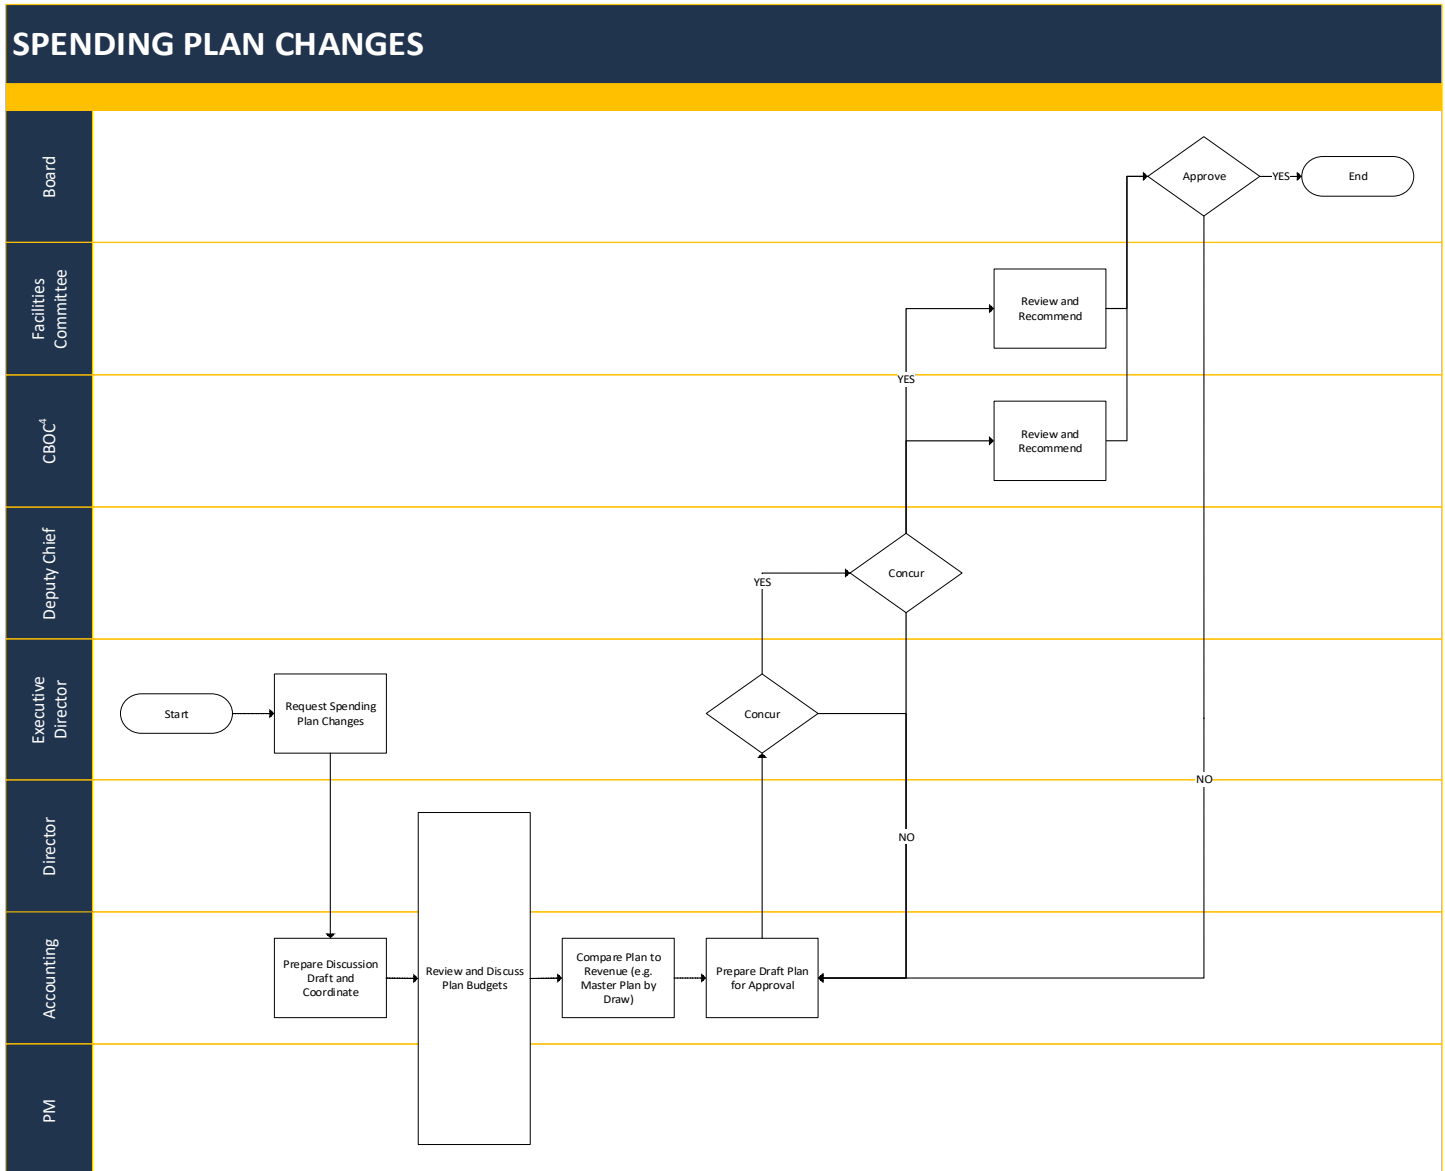 SPENDING PLAN CHANGES
Board
Approve
YES
End
Facilities
Committee
Review and
Recommend
YES
CBOC⁴
Review and
Recommend
Deputy Chief
YES
Concur
Executive
Director
Start
Request Spending
Plan Changes
Concur
NO
Director
NO
Accounting
Prepare Discussion
Draft and
Coordinate
Review and Discuss
Plan Budgets
Compare Plan to
Revenue (e.g.
Master Plan by
Draw)
Prepare Draft Plan
for Approval
PM